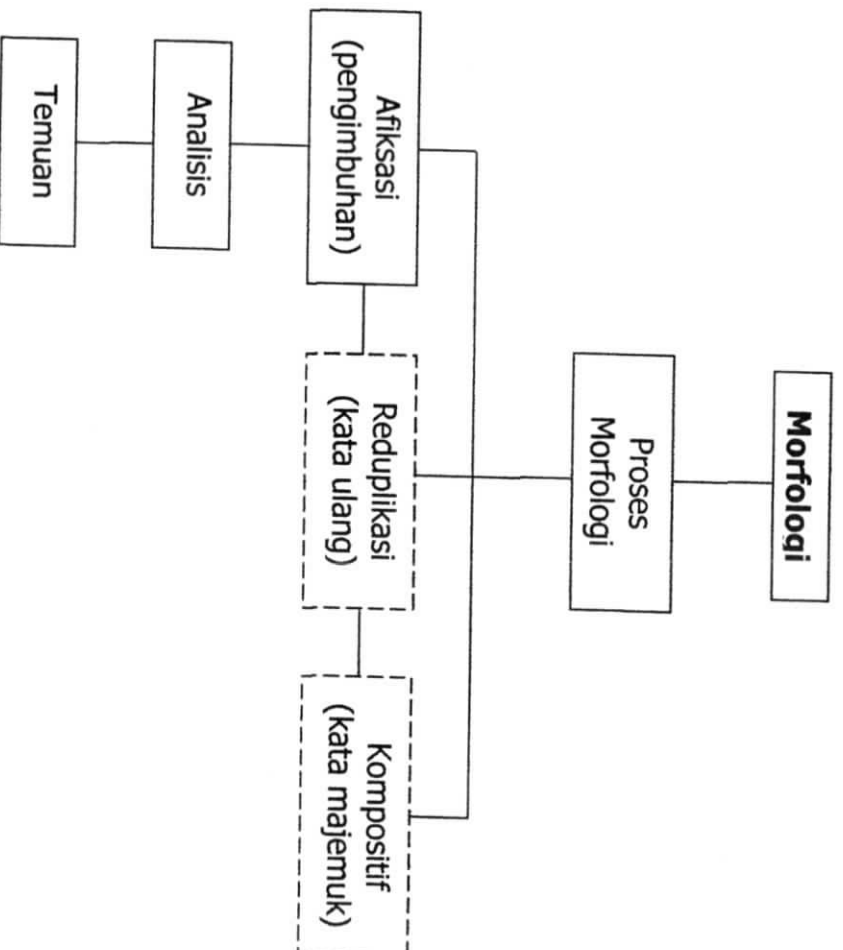 Morfologi
Proses
Morfologi
Afiksasi
(pengimbuhan)
Reduplikasi
(kata ulang)
Kompositif
(kata majemuk)
Analisis
Temuan